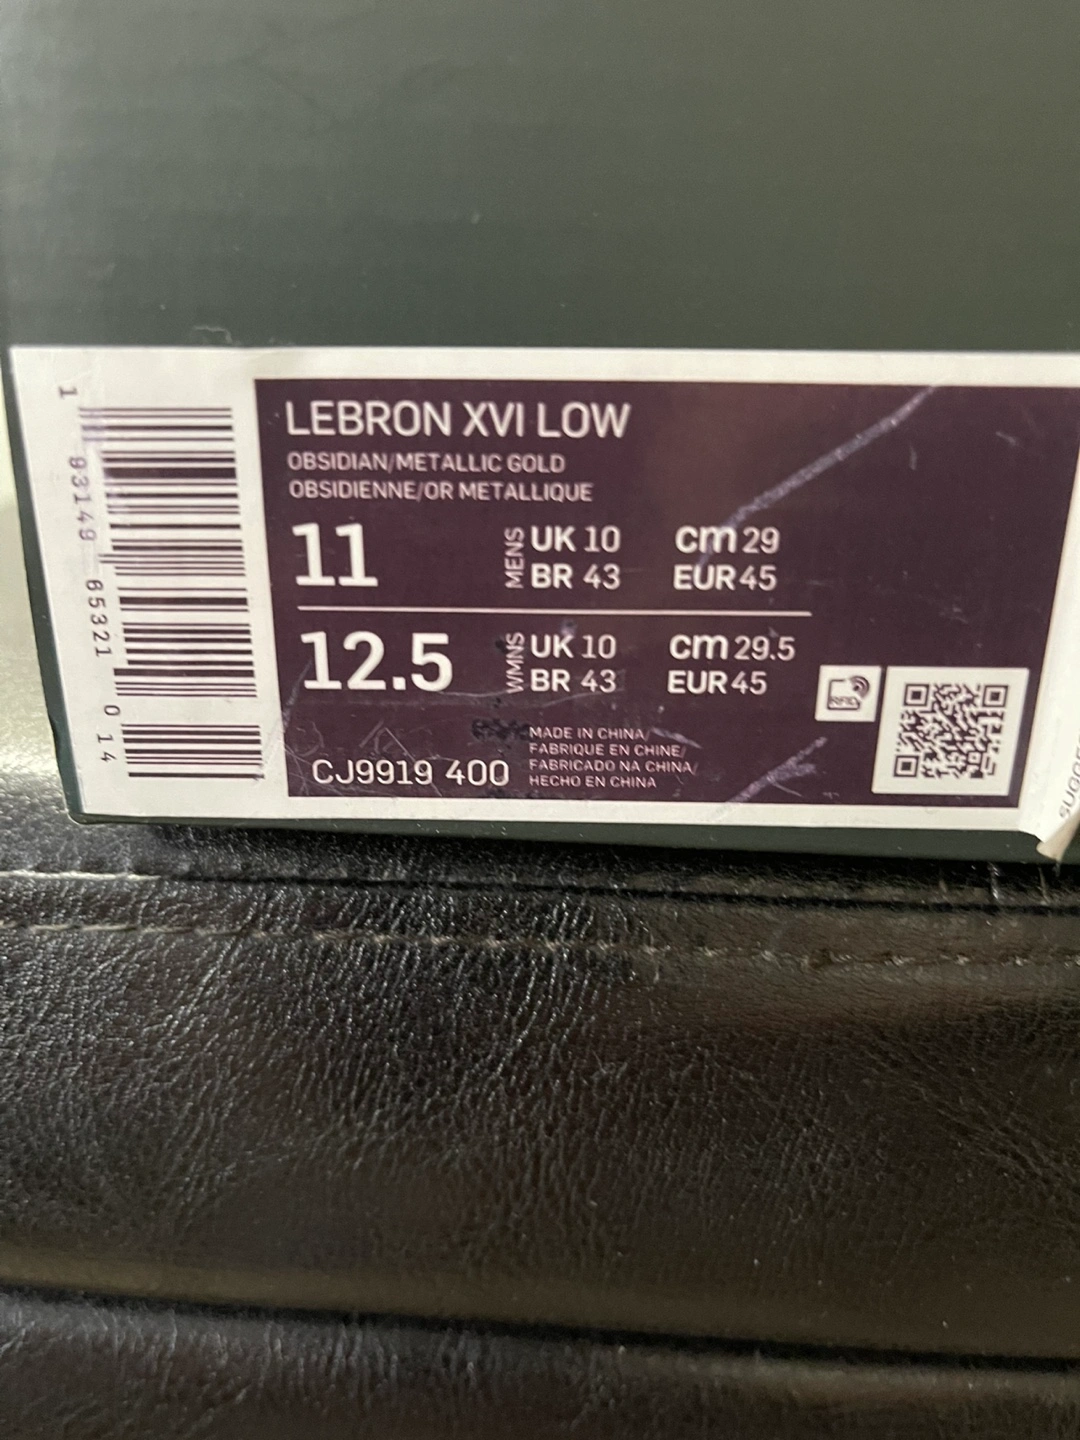 LEBRON XVI LOW
OBSIDIAN/METALLIC GOLD
OBSIDIENNE/OR METALLIQUE
11 MENS UK 10 cm 29
BR 43 EUR 45
12.5 WMNS UK 10 cm 29.5
BR 43 EUR 45
MADE IN CHINA/
FABRIQUE EN CHINE/
FABRICADO NA CHINA/
HECHO EN CHINA
CJ9919 400
RFID
1 93149 65321 0 14